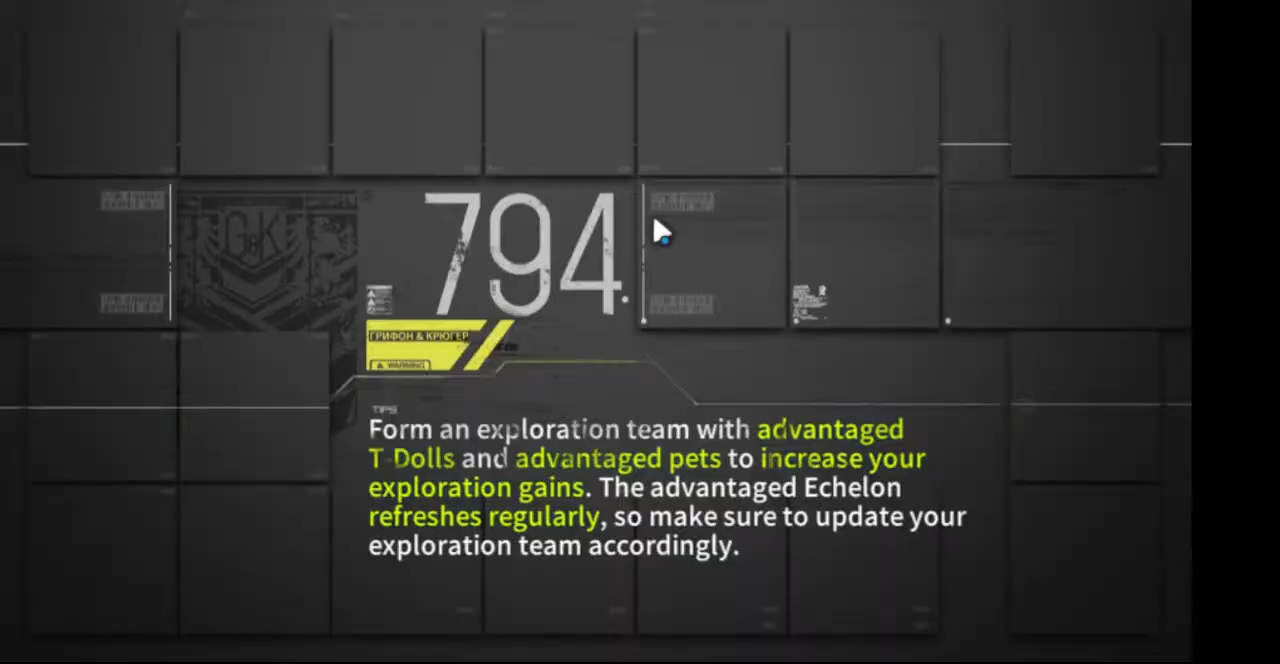 G&K
794.
ГРИФОН & КРЮГЕР
WARNING
TIPS
Form an exploration team with advantaged
T-Dolls and advantaged pets to increase your
exploration gains. The advantaged Echelon
refreshes regularly, so make sure to update your
exploration team accordingly.